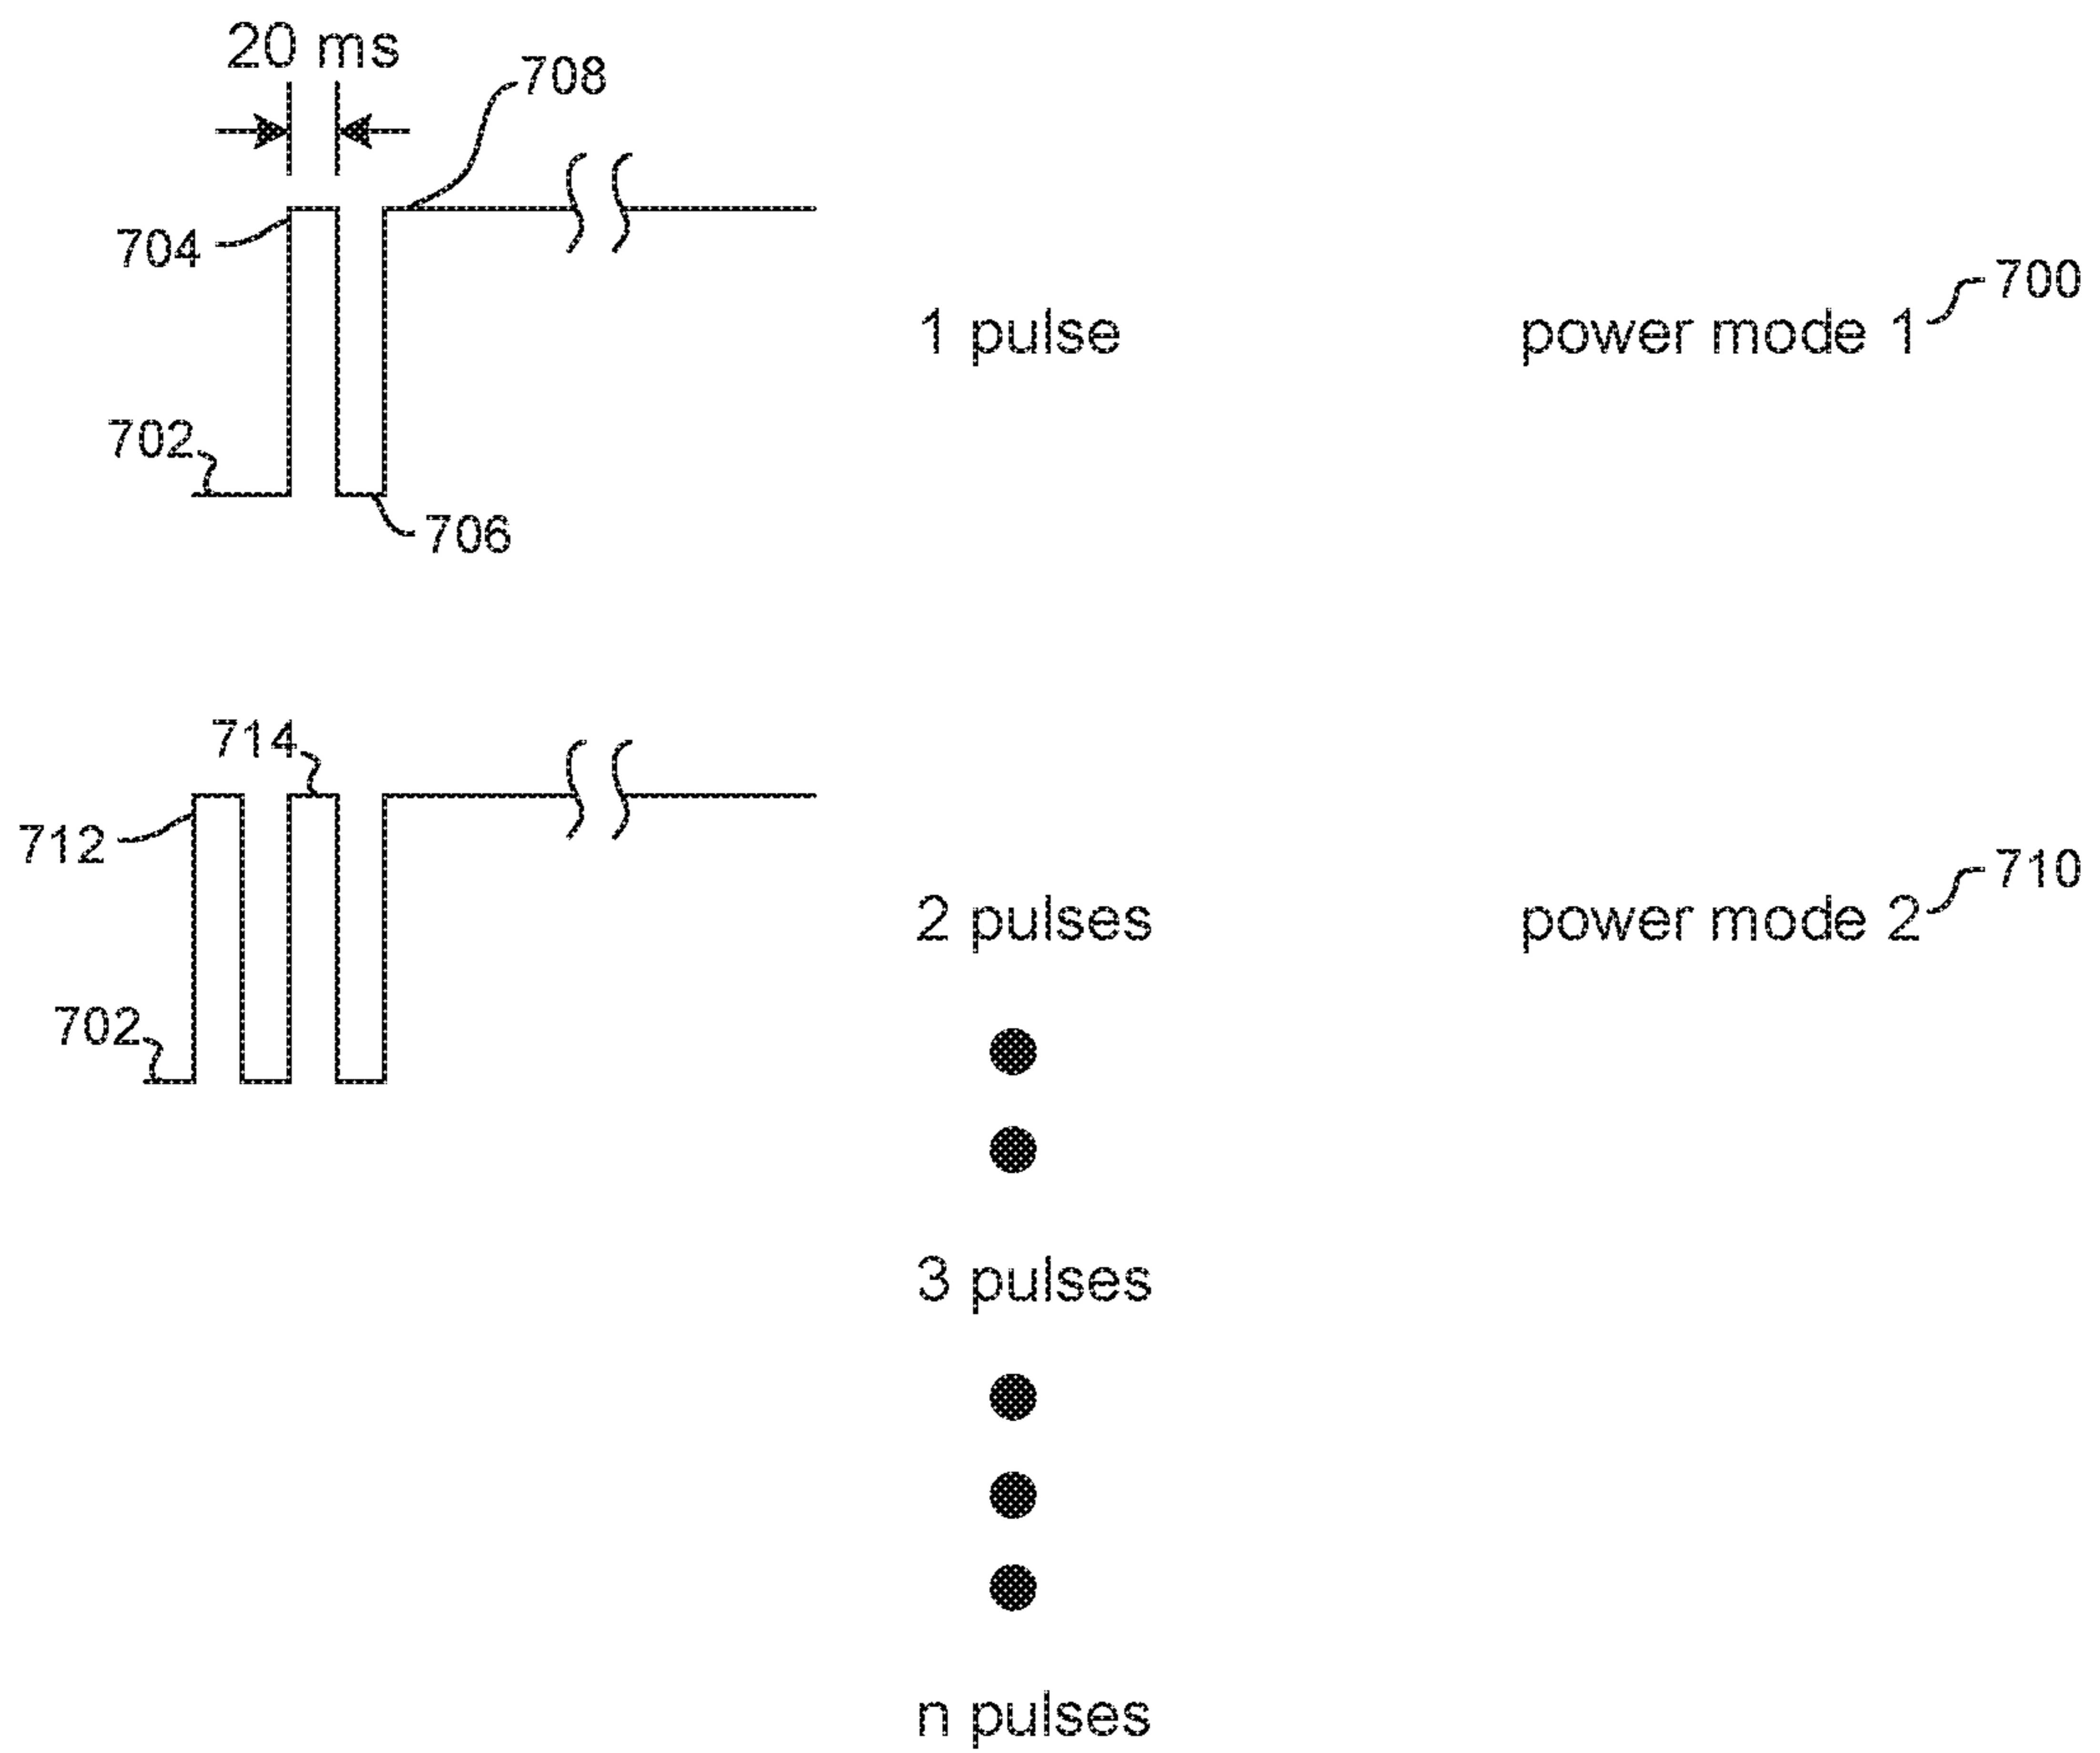 20 ms
708
704
700
1 pulse
power mode 1
702
706
714
712
710
2 pulses
power mode 2
702
3 pulses
n pulses